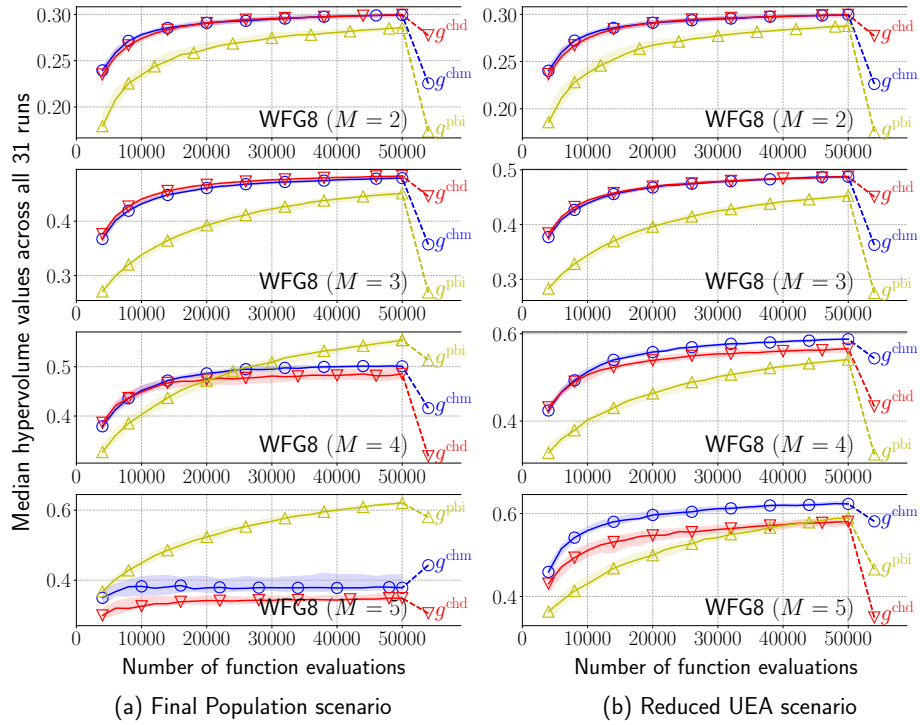 Median hypervolume values across all 31 runs
0.30
0.25
0.20
0 10000 20000 30000 40000 50000
WFG8 (M = 2)
g^chd
g^chm
g^pbi
0.4
0.3
0 10000 20000 30000 40000 50000
WFG8 (M = 3)
g^chd
g^chm
g^pbi
0.5
0.4
0 10000 20000 30000 40000 50000
WFG8 (M = 4)
g^pbi
g^chm
g^chd
0.6
0.4
0 10000 20000 30000 40000 50000
WFG8 (M = 5)
g^pbi
g^chm
g^chd
Number of function evaluations
(a) Final Population scenario
0.30
0.25
0.20
0 10000 20000 30000 40000 50000
WFG8 (M = 2)
g^chd
g^chm
g^pbi
0.5
0.4
0.3
0 10000 20000 30000 40000 50000
WFG8 (M = 3)
g^chd
g^chm
g^pbi
0.6
0.4
0 10000 20000 30000 40000 50000
WFG8 (M = 4)
g^chm
g^chd
g^pbi
0.6
0.4
0 10000 20000 30000 40000 50000
WFG8 (M = 5)
g^chm
g^pbi
g^chd
Number of function evaluations
(b) Reduced UEA scenario